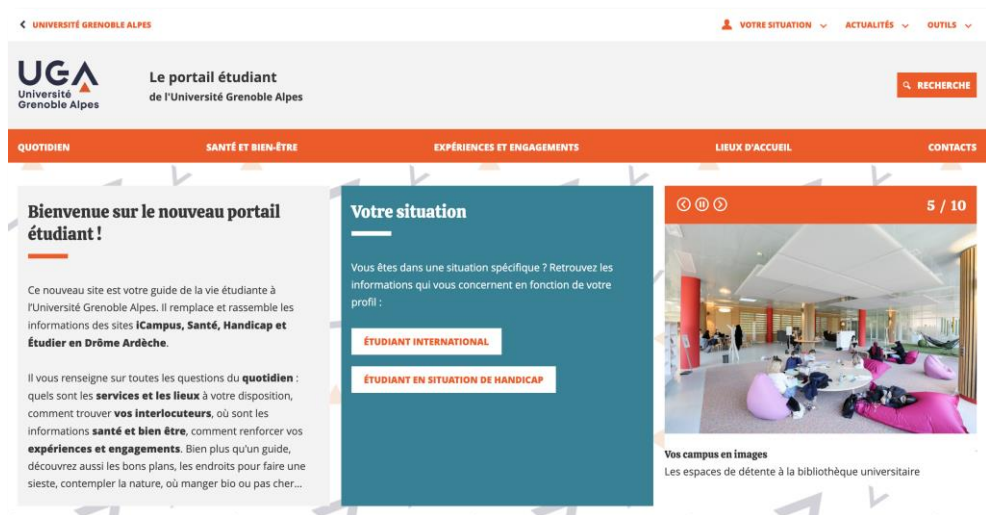 UNIVERSITÉ GRENOBLE ALPES
VOTRE SITUATION
ACTUALITÉS
OUTILS
UGA
Université
Grenoble Alpes
Le portail étudiant
de l'Université Grenoble Alpes
RECHERCHE
QUOTIDIEN
SANTÉ ET BIEN-ÊTRE
EXPÉRIENCES ET ENGAGEMENTS
LIEUX D'ACCUEIL
CONTACTS
Bienvenue sur le nouveau portail
étudiant !
Ce nouveau site est votre guide de la vie étudiante à
l'Université Grenoble Alpes. Il remplace et rassemble les
informations des sites iCampus, Santé, Handicap et
Étudier en Drôme Ardèche.
Il vous renseigne sur toutes les questions du quotidien :
quels sont les services et les lieux à votre disposition,
comment trouver vos interlocuteurs, où sont les
informations santé et bien être, comment renforcer vos
expériences et engagements. Bien plus qu'un guide,
découvrez aussi les bons plans, les endroits pour faire une
sieste, contempler la nature, où manger bio ou pas cher...
Votre situation
Vous êtes dans une situation spécifique ? Retrouvez les
informations qui vous concernent en fonction de votre
profil :
ÉTUDIANT INTERNATIONAL
ÉTUDIANT EN SITUATION DE HANDICAP
5 / 10
Vos campus en images
Les espaces de détente à la bibliothèque universitaire